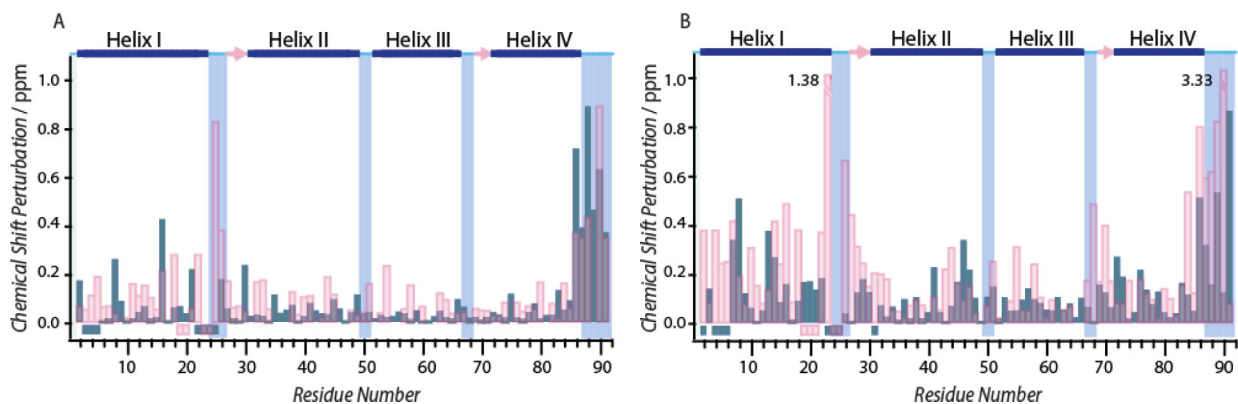 A
Helix I Helix II Helix III Helix IV
Chemical Shift Perturbation / ppm
1.0
0.8
0.6
0.4
0.2
0.0
10 20 30 40 50 60 70 80 90
Residue Number
B
Helix I Helix II Helix III Helix IV
Chemical Shift Perturbation / ppm
1.0
0.8
0.6
0.4
0.2
0.0
1.38 3.33
10 20 30 40 50 60 70 80 90
Residue Number